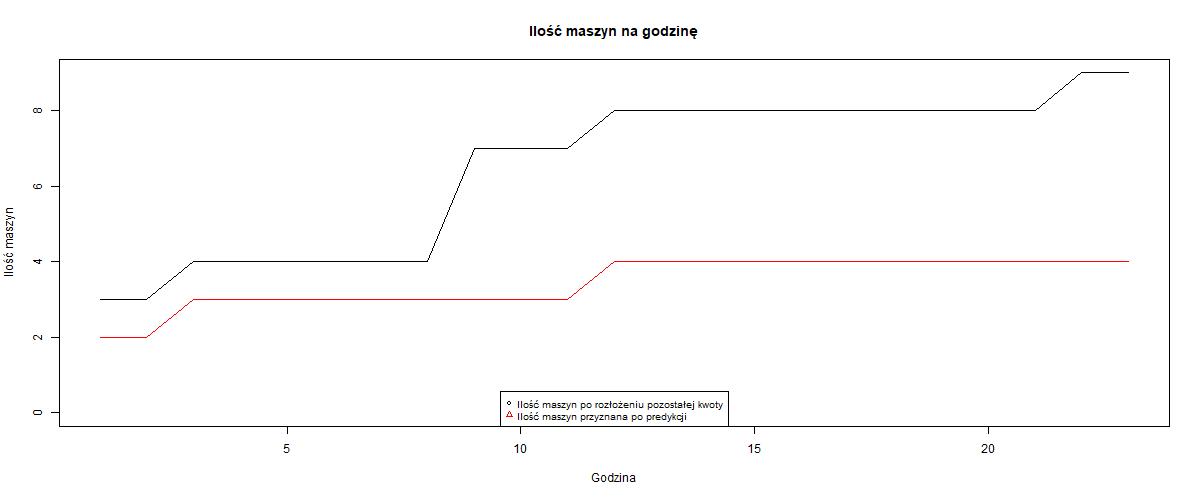 Ilość maszyn na godzinę
Ilość maszyn
8
6
4
2
0
Ilość maszyn po rozłożeniu pozostałej kwoty
Ilość maszyn przyznana po predykcji
5 10 15 20
Godzina